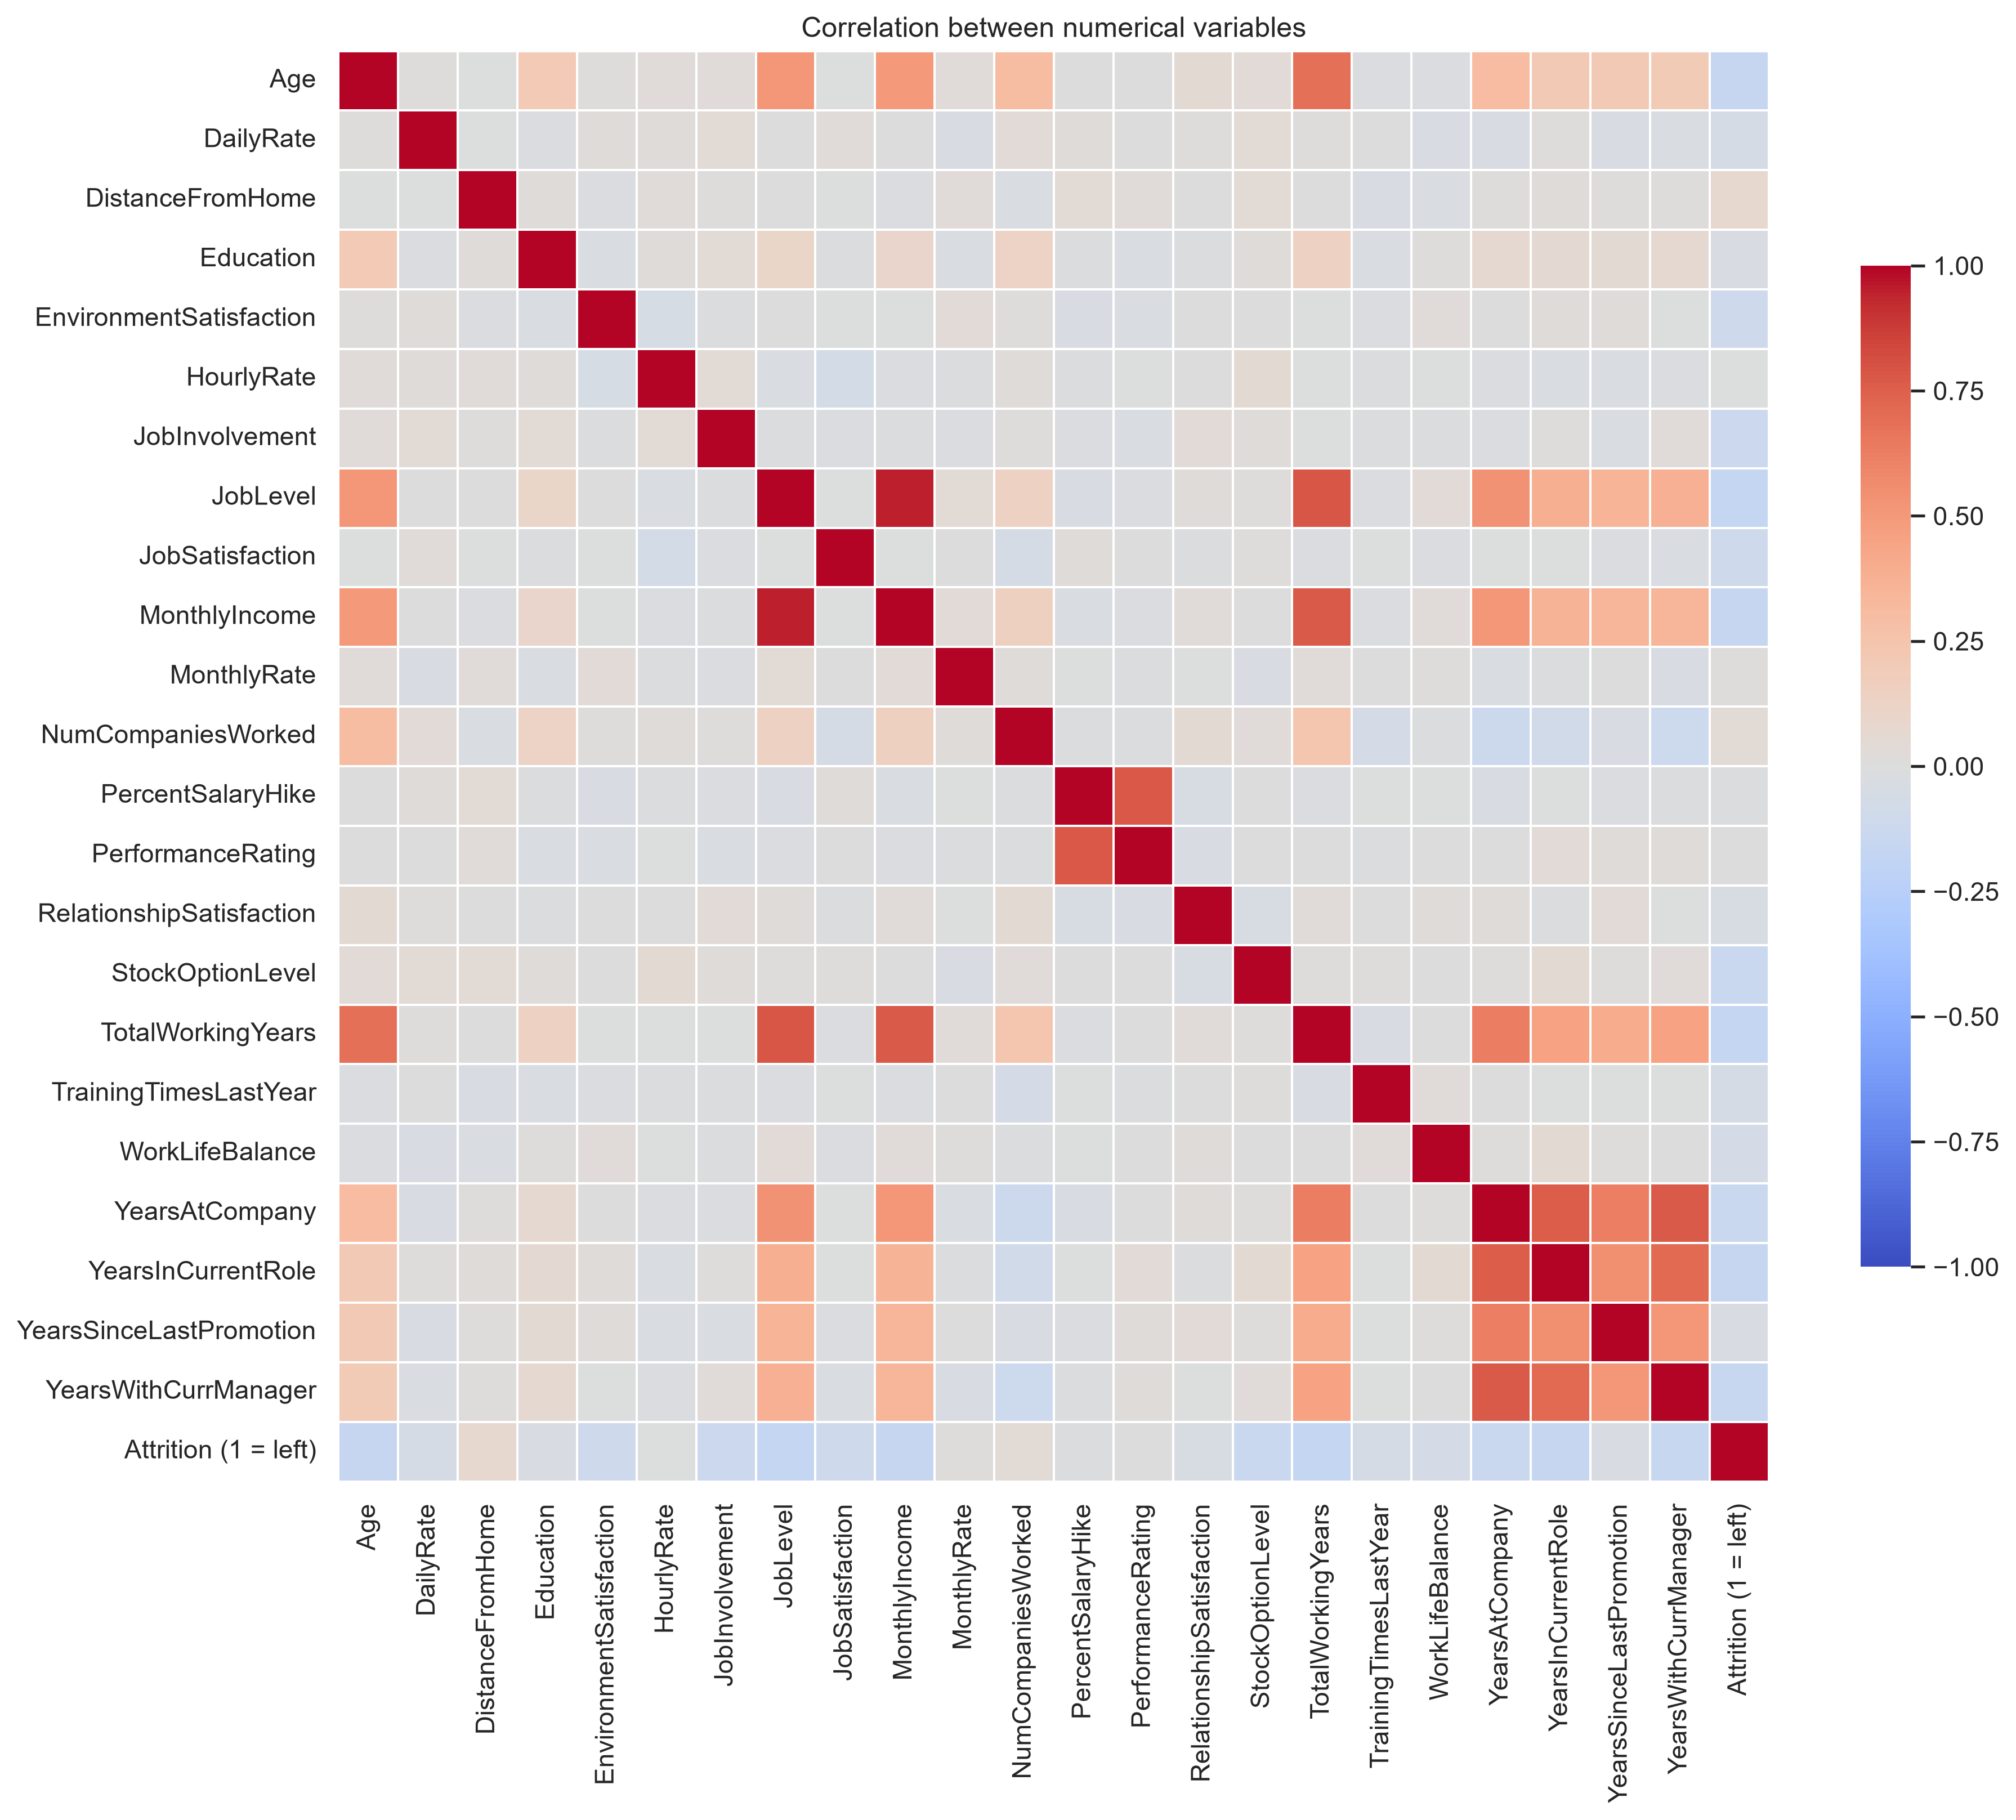 Correlation between numerical variables
Age
DailyRate
DistanceFromHome
Education
EnvironmentSatisfaction
HourlyRate
JobInvolvement
JobLevel
JobSatisfaction
MonthlyIncome
MonthlyRate
NumCompaniesWorked
PercentSalaryHike
PerformanceRating
RelationshipSatisfaction
StockOptionLevel
TotalWorkingYears
TrainingTimesLastYear
WorkLifeBalance
YearsAtCompany
YearsInCurrentRole
YearsSinceLastPromotion
YearsWithCurrManager
Attrition (1 = left)
Age
DailyRate
DistanceFromHome
Education
EnvironmentSatisfaction
HourlyRate
JobInvolvement
JobLevel
JobSatisfaction
MonthlyIncome
MonthlyRate
NumCompaniesWorked
PercentSalaryHike
PerformanceRating
RelationshipSatisfaction
StockOptionLevel
TotalWorkingYears
TrainingTimesLastYear
WorkLifeBalance
YearsAtCompany
YearsInCurrentRole
YearsSinceLastPromotion
YearsWithCurrManager
Attrition (1 = left)
1.00
0.75
0.50
0.25
0.00
−0.25
−0.50
−0.75
−1.00